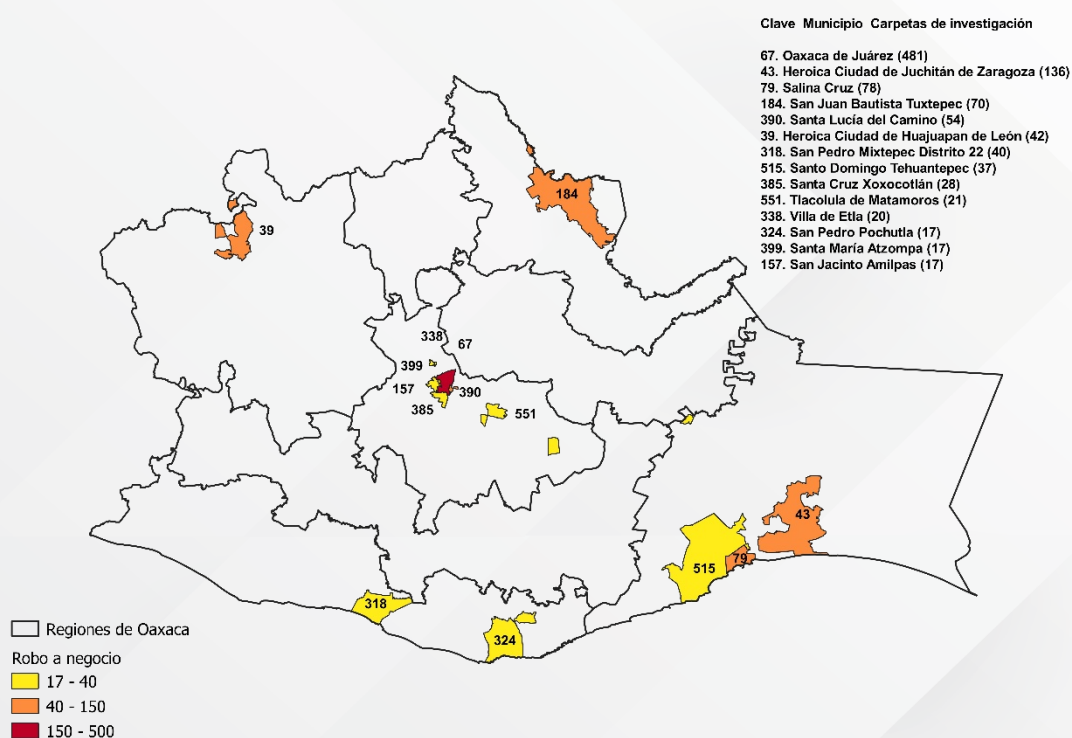 Clave Municipio Carpetas de investigación
67. Oaxaca de Juárez (481)
43. Heroica Ciudad de Juchitán de Zaragoza (136)
79. Salina Cruz (78)
184. San Juan Bautista Tuxtepec (70)
390. Santa Lucía del Camino (54)
39. Heroica Ciudad de Huajuapan de León (42)
318. San Pedro Mixtepec Distrito 22 (40)
515. Santo Domingo Tehuantepec (37)
385. Santa Cruz Xoxocotlán (28)
551. Tlacolula de Matamoros (21)
338. Villa de Etla (20)
324. San Pedro Pochutla (17)
399. Santa María Atzompa (17)
157. San Jacinto Amilpas (17)
184
39
338
67
399
157
390
385
551
43
79
515
318
324
Regiones de Oaxaca
Robo a negocio
17 - 40
40 - 150
150 - 500